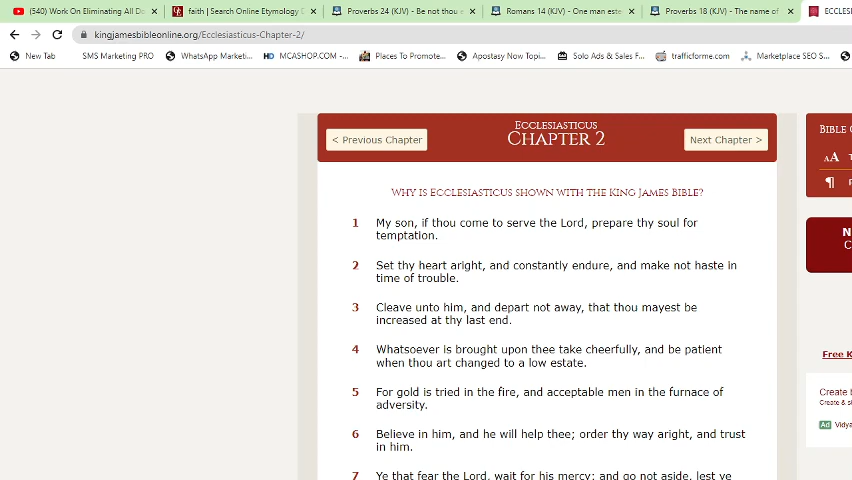 (540) Work On Eliminating All Do
faith | Search Online Etymology D
Proverbs 24 (KJV) - Be not thou e
Romans 14 (KJV) - One man este
Proverbs 18 (KJV) - The name of
ECCLES
kingjamesbibleonline.org/Ecclesiasticus-Chapter-2/
New Tab
SMS PRO Marketing
WhatsApp Marketi...
HD MCASHOP.COM -...
Places To Promote...
Apostasy Now Topi...
Solo Ads & Sales F...
trafficforme.com
Marketplace SEO S...
< Previous Chapter
Ecclesiasticus
Chapter 2
Next Chapter >
Bible
Why is Ecclesiasticus shown with the King James Bible?
1 My son, if thou come to serve the Lord, prepare thy soul for
temptation.
2 Set thy heart aright, and constantly endure, and make not haste in
time of trouble.
3 Cleave unto him, and depart not away, that thou mayest be
increased at thy last end.
4 Whatsoever is brought upon thee take cheerfully, and be patient
when thou art changed to a low estate.
5 For gold is tried in the fire, and acceptable men in the furnace of
adversity.
6 Believe in him, and he will help thee; order thy way aright, and trust
in him.
7 Ye that fear the Lord, wait for his mercy; and go not aside, lest ye
Free K
Create
Create & s
Ad Vidya